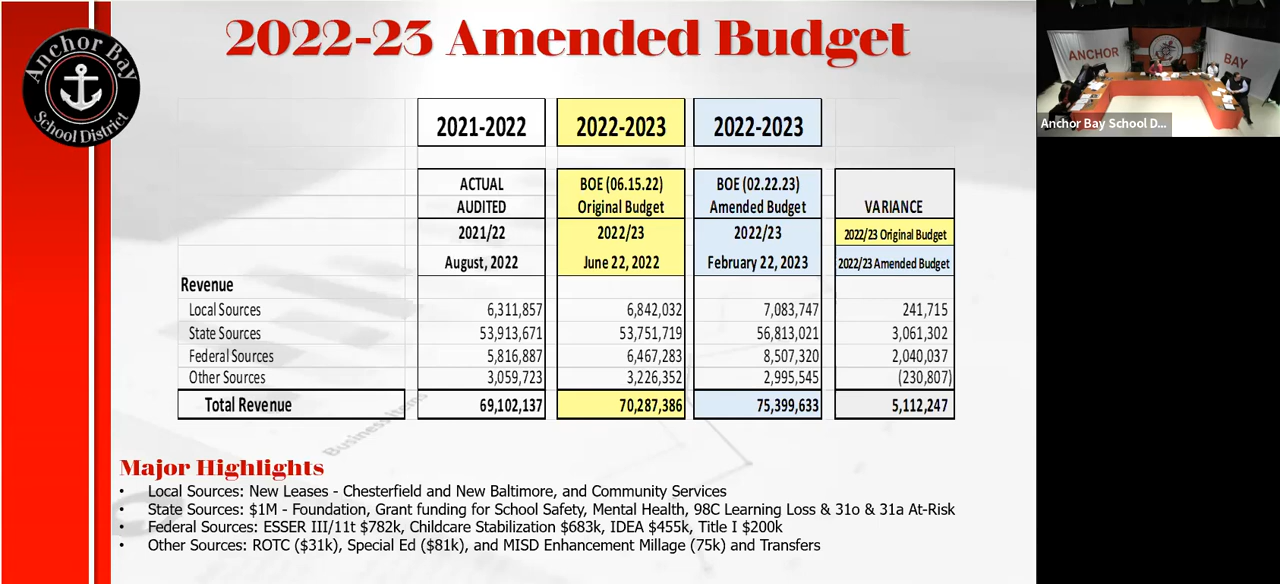 2022-23 Amended Budget
Anchor Bay
School District
2021-2022 2022-2023 2022-2023
ACTUAL BOE (06.15.22) BOE (02.22.23)
AUDITED Original Budget Amended Budget VARIANCE
2021/22 2022/23 2022/23 2022/23 Original Budget
August, 2022 June 22, 2022 February 22, 2023 2022/23 Amended Budget
Revenue
Local Sources 6,311,857 6,842,032 7,083,747 241,715
State Sources 53,913,671 53,751,719 56,813,021 3,061,302
Federal Sources 5,816,887 6,467,283 8,507,320 2,040,037
Other Sources 3,059,723 3,226,352 2,995,545 (230,807)
Total Revenue 69,102,137 70,287,386 75,399,633 5,112,247
Business Items
Major Highlights
• Local Sources: New Leases - Chesterfield and New Baltimore, and Community Services
• State Sources: $1M - Foundation, Grant funding for School Safety, Mental Health, 98C Learning Loss & 31o & 31a At-Risk
• Federal Sources: ESSER III/11t $782k, Childcare Stabilization $683k, IDEA $455k, Title I $200k
• Other Sources: ROTC ($31k), Special Ed ($81k), and MISD Enhancement Millage (75k) and Transfers
ANCHOR BAY
Anchor Bay School D...